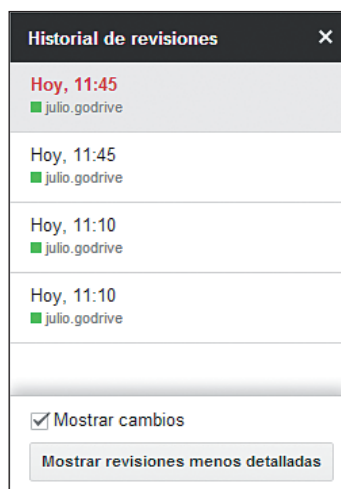 Historial de revisiones
Hoy, 11:45
julio.godrive
Hoy, 11:45
julio.godrive
Hoy, 11:10
julio.godrive
Hoy, 11:10
julio.godrive
Mostrar cambios
Mostrar revisiones menos detalladas